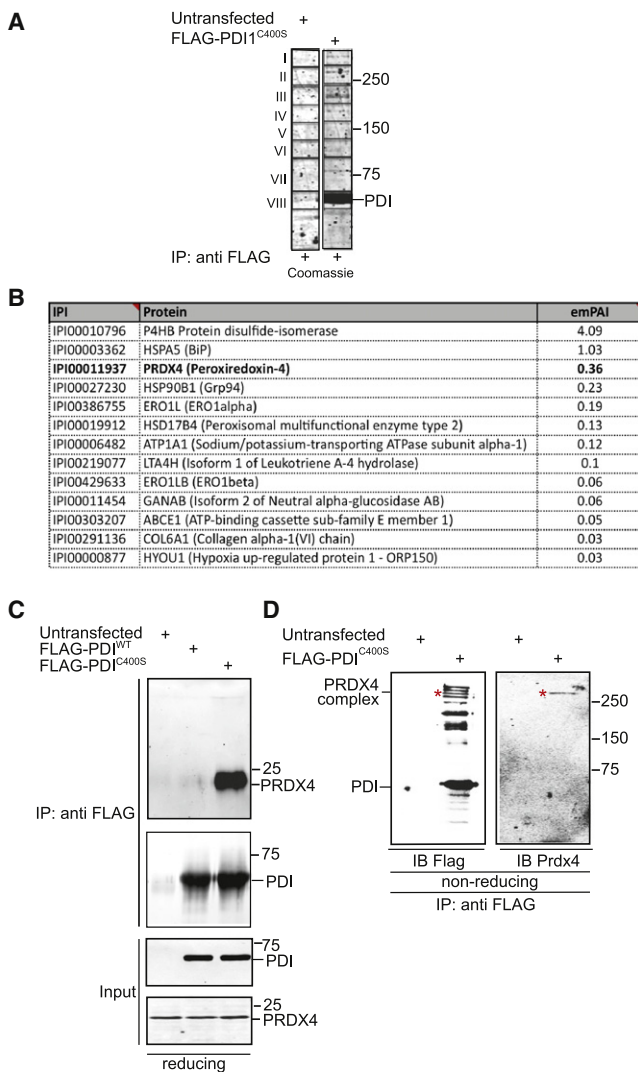 A
Untransfected +
FLAG-PDI1^C400S +
I
II
III
IV
V
VI
VII
VIII
250
150
75
PDI
IP: anti FLAG + +
Coomassie
B
IPI Protein emPAI
IPI00010796 P4HB Protein disulfide-isomerase 4.09
IPI00003362 HSPA5 (BiP) 1.03
IPI00011937 PRDX4 (Peroxiredoxin-4) 0.36
IPI00027230 HSP90B1 (Grp94) 0.23
IPI00386755 ERO1L (ERO1alpha) 0.19
IPI00019912 HSD17B4 (Peroxisomal multifunctional enzyme type 2) 0.13
IPI00006482 ATP1A1 (Sodium/potassium-transporting ATPase subunit alpha-1) 0.12
IPI00219077 LTA4H (Isoform 1 of Leukotriene A-4 hydrolase) 0.1
IPI00429633 ERO1LB (ERO1beta) 0.06
IPI00011454 GANAB (Isoform 2 of Neutral alpha-glucosidase AB) 0.06
IPI00303207 ABCE1 (ATP-binding cassette sub-family E member 1) 0.05
IPI00291136 COL6A1 (Collagen alpha-1(VI) chain) 0.03
IPI00000877 HYOU1 (Hypoxia up-regulated protein 1 - ORP150) 0.03
C
Untransfected +
FLAG-PDI^WT +
FLAG-PDI^C400S +
IP: anti FLAG
25
PRDX4
75
PDI
Input
75
PDI
25
PRDX4
reducing
D
Untransfected + +
FLAG-PDI^C400S + +
PRDX4
complex
* *
250
150
75
PDI
IB Flag IB Prdx4
non-reducing
IP: anti FLAG